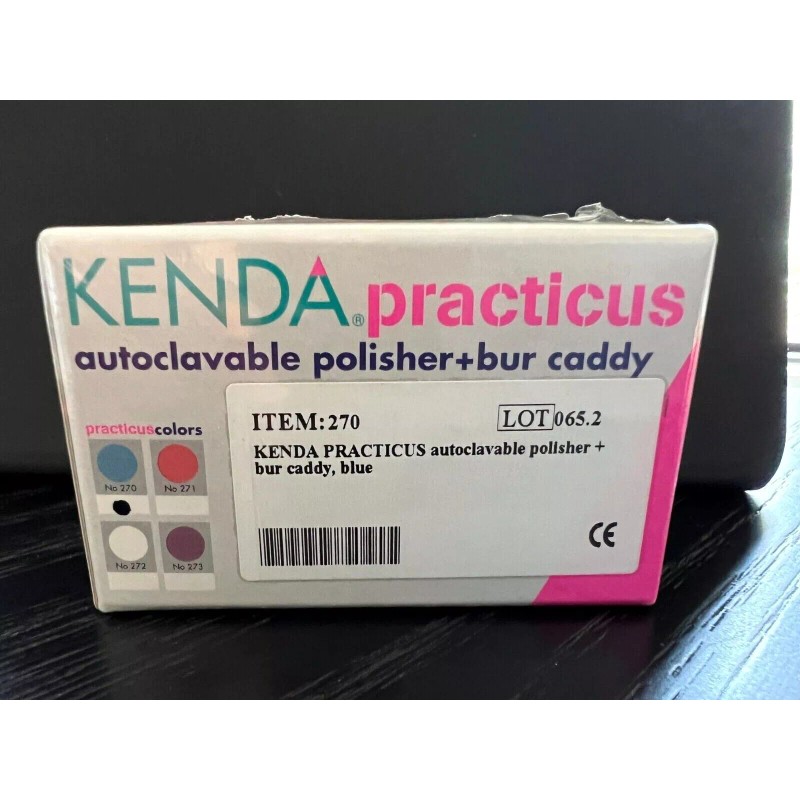 KENDA® practicus
autoclavable polisher+bur caddy
practicuscolors
No 270
No 271
No 272
No 273
ITEM:270
LOT 065.2
KENDA PRACTICUS autoclavable polisher +
bur caddy, blue
CE